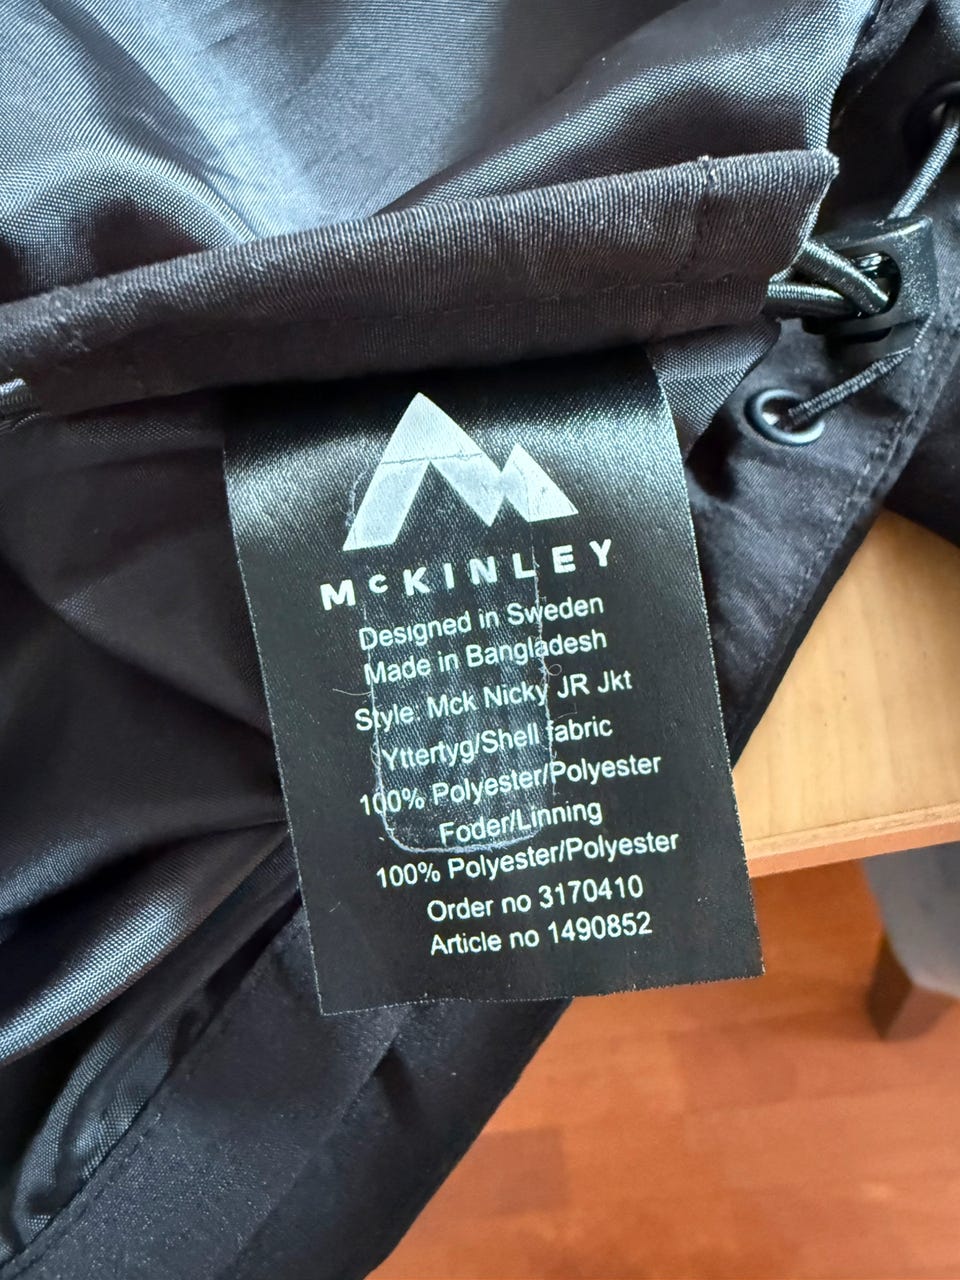 McKINLEY
Designed in Sweden
Made in Bangladesh
Style. Mck Nicky JR Jkt
Yttertyg/Shell fabric
100% Polyester/Polyester
Foder/Linning
100% Polyester/Polyester
Order no 3170410
Article no 1490852